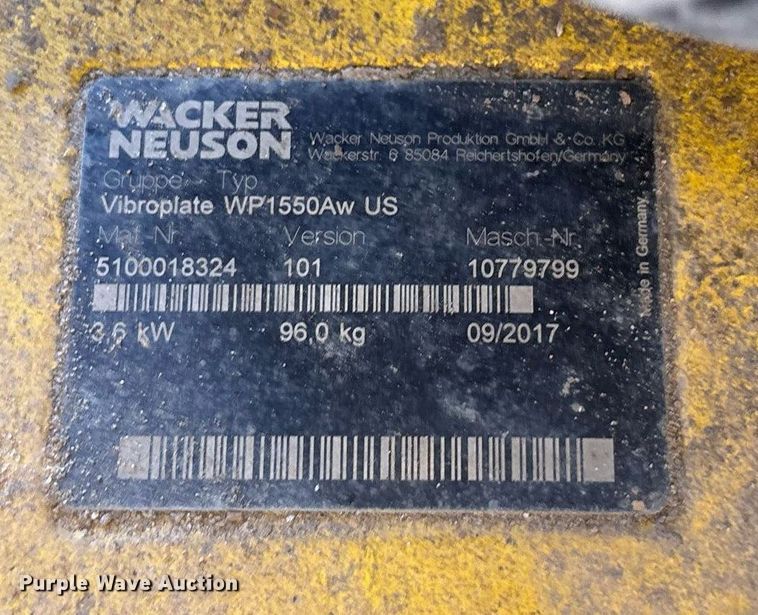 WACKER
NEUSON
Wacker Neuson Produktion GmbH & Co. KG
Wackerstr. 6 85084 Reichertshofen/Germany
Gruppe Typ
Vibroplate WP1550Aw US
Mat.-Nr. Version Masch.-Nr.
5100018324 101 10779799
3,6 kW 96,0 kg 09/2017
Made in Germany
Purple Wave Auction